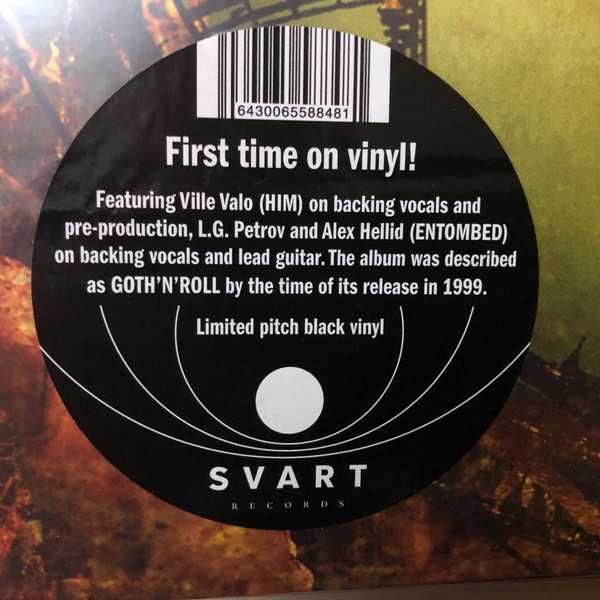 6430065588481
First time on vinyl!
Featuring Ville Valo (HIM) on backing vocals and
pre-production, L.G. Petrov and Alex Hellid (ENTOMBED)
on backing vocals and lead guitar. The album was described
as GOTH'N'ROLL by the time of its release in 1999.
Limited pitch black vinyl
SVART
RECORDS